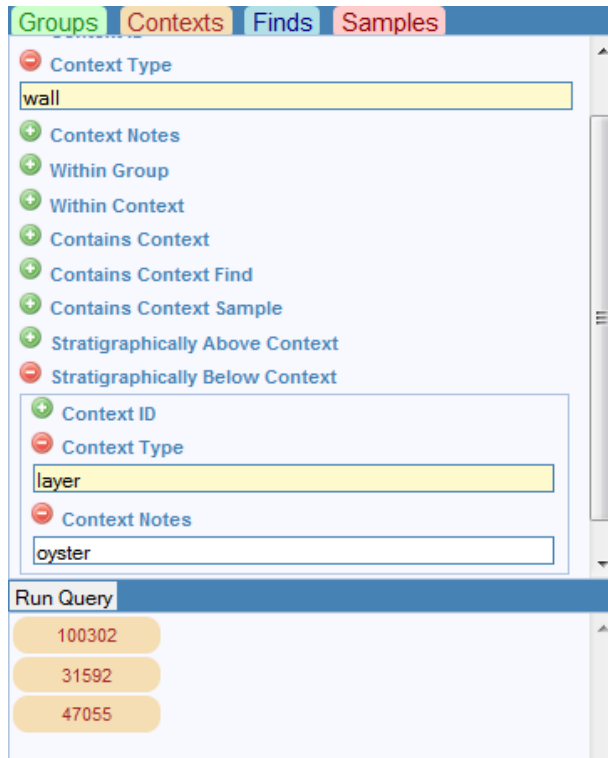 Groups Contexts Finds Samples
Context Type
wall
Context Notes
Within Group
Within Context
Contains Context
Contains Context Find
Contains Context Sample
Stratigraphically Above Context
Stratigraphically Below Context
Context ID
Context Type
layer
Context Notes
oyster
Run Query
100302
31592
47055